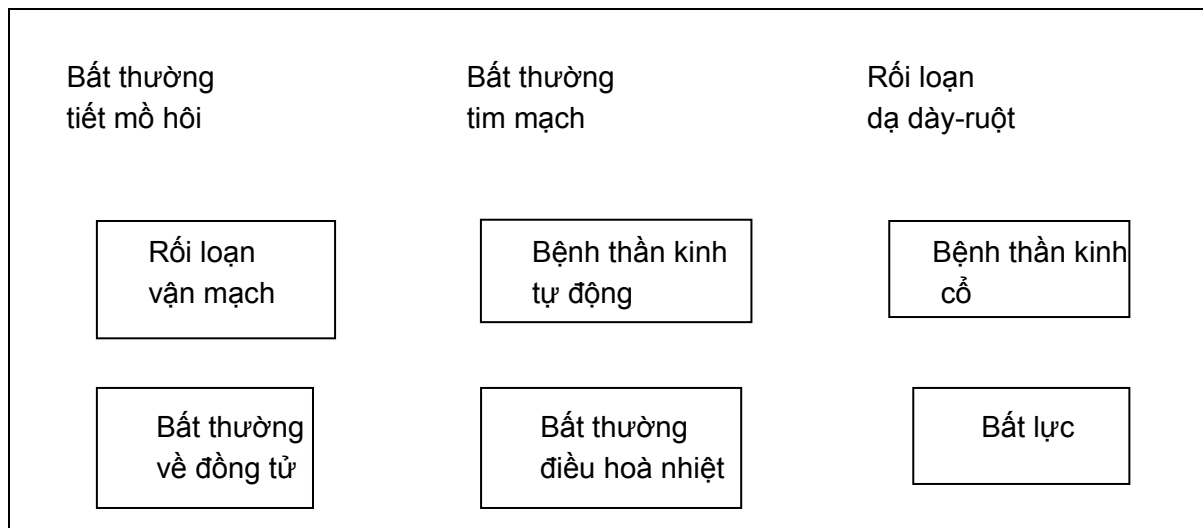 Bất thường
tiết mồ hôi
Bất thường
tim mạch
Rối loạn
dạ dày-ruột
Rối loạn
vận mạch
Bệnh thần kinh
tự động
Bệnh thần kinh
cổ
Bất thường
về đồng tử
Bất thường
điều hoà nhiệt
Bất lực